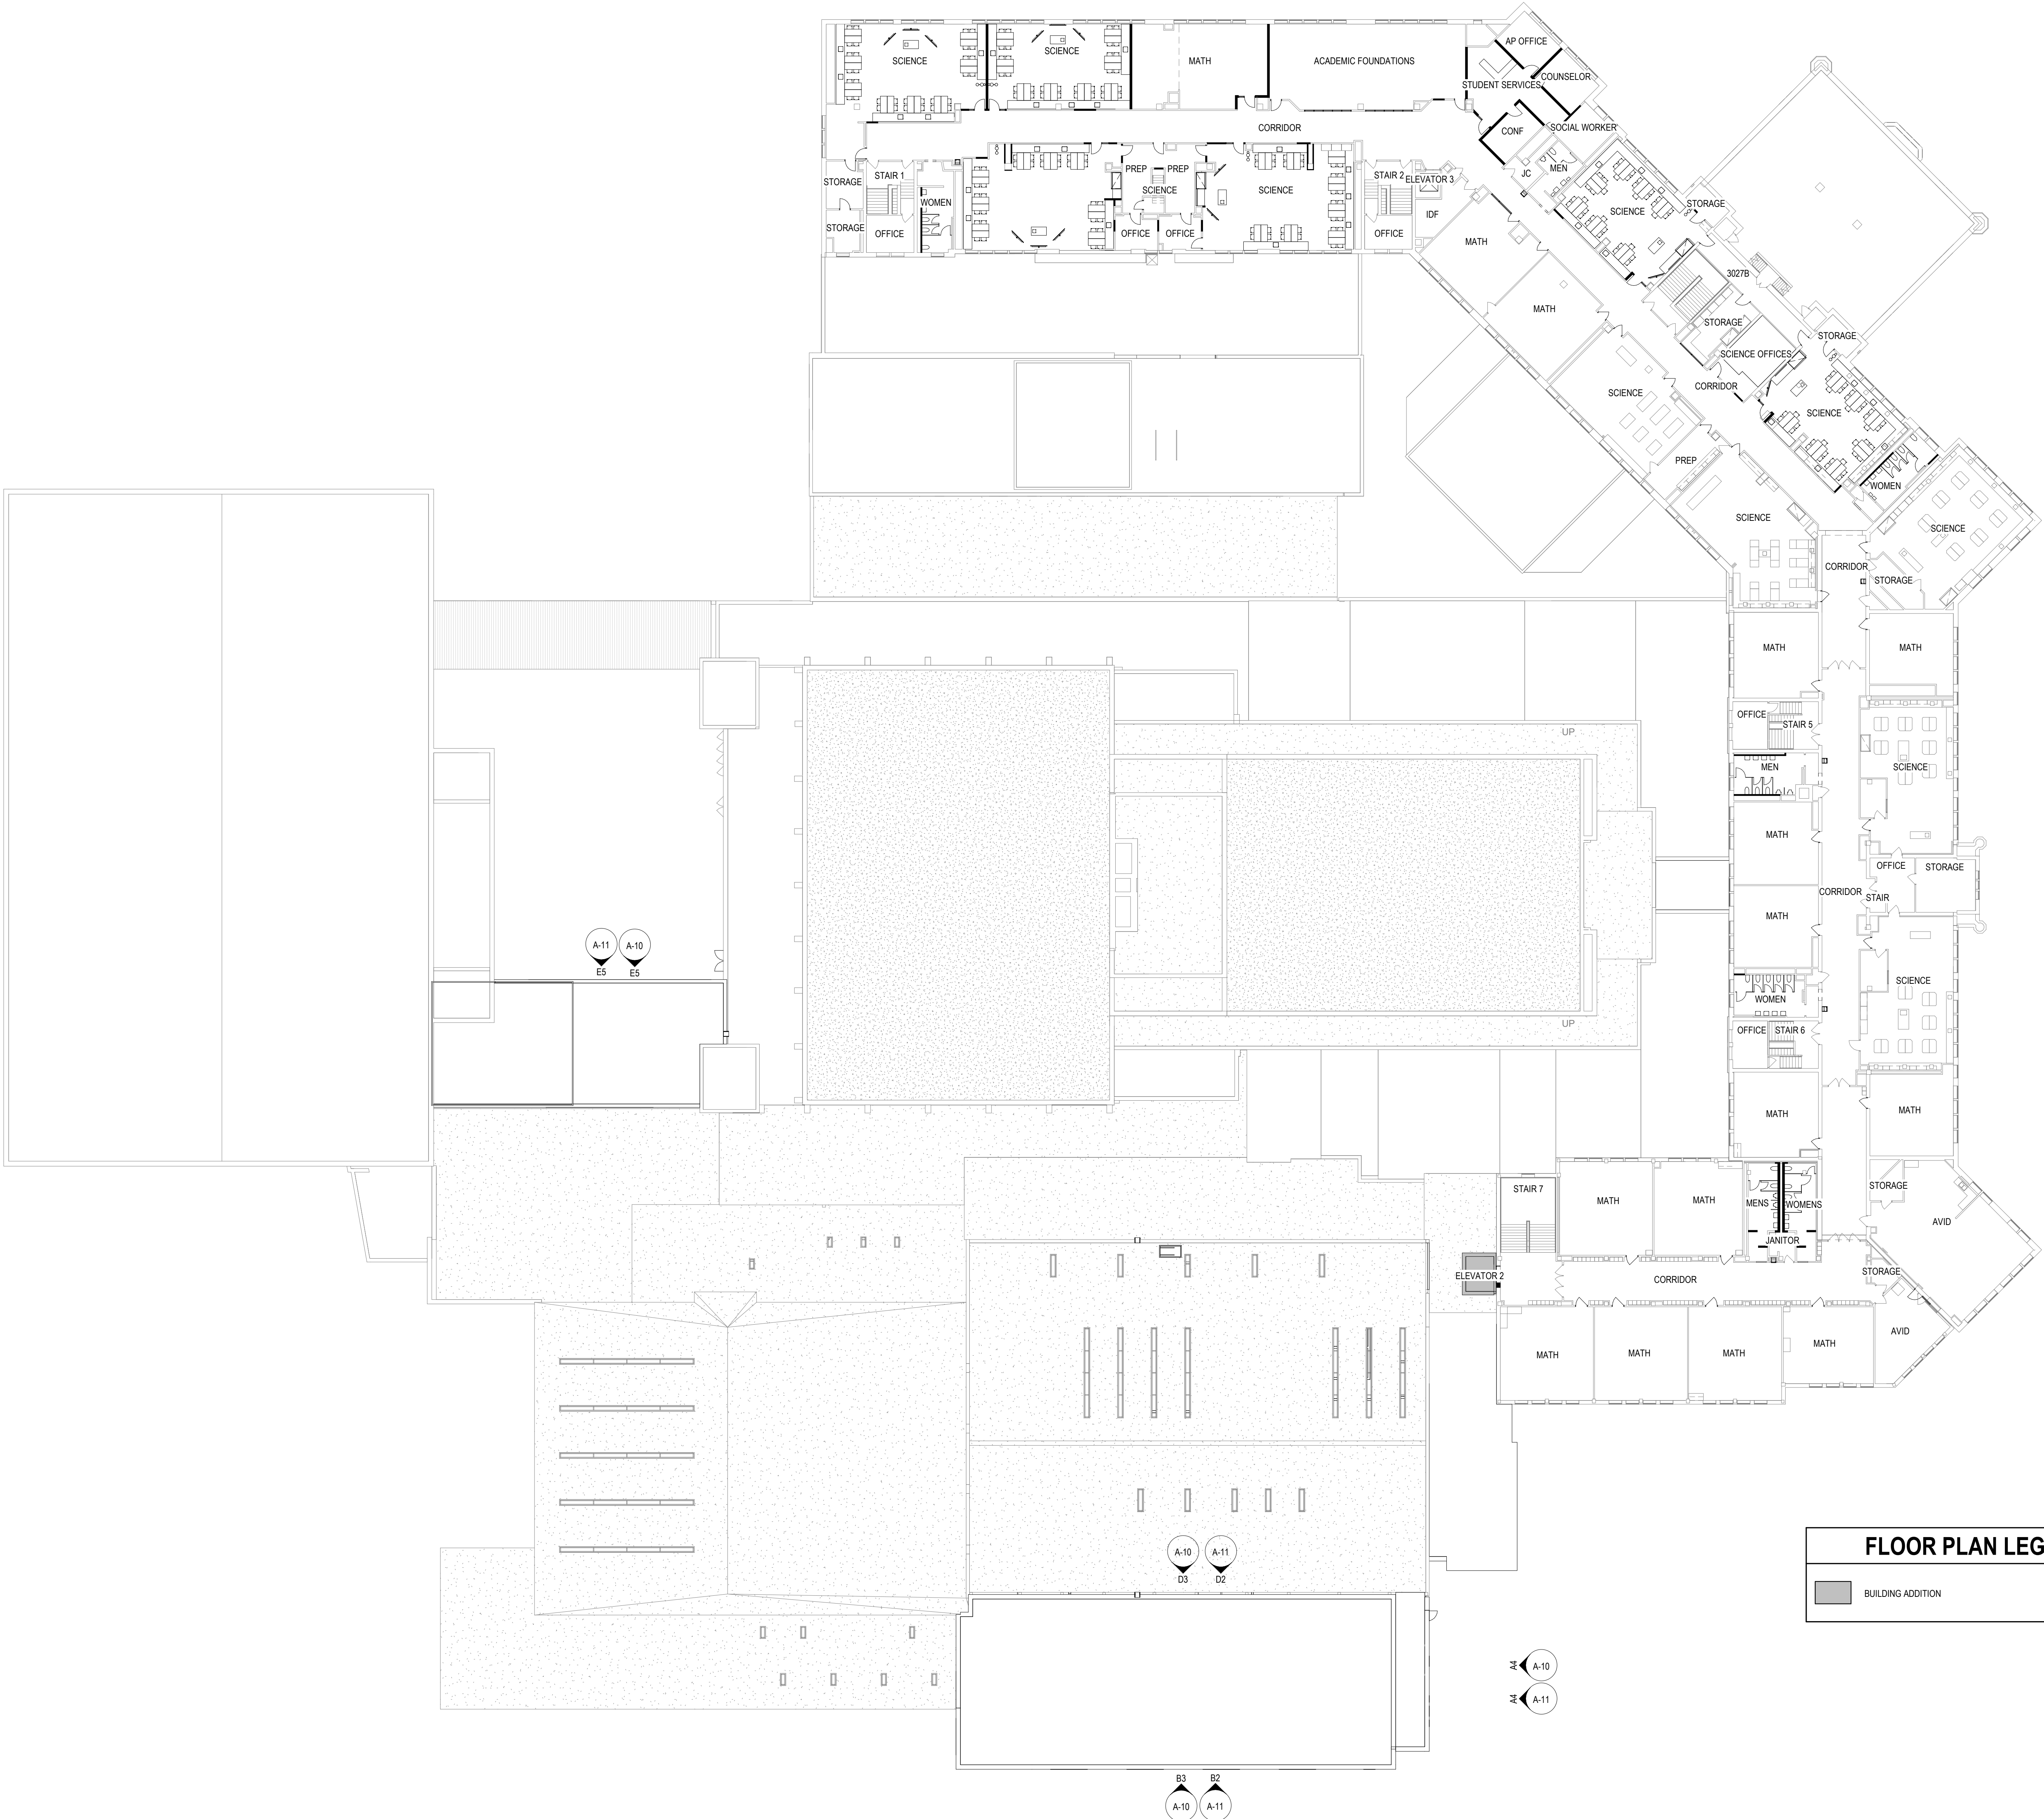 AP OFFICE
SCIENCE
SCIENCE
MATH
ACADEMIC FOUNDATIONS
COUNSELOR
STUDENT SERVICES
CORRIDOR
CONF
SOCIAL WORKER
STORAGE
STAIR 1
WOMEN
PREP
PREP
SCIENCE
SCIENCE
STAIR 2
ELEVATOR 3
JC
MEN
STORAGE
OFFICE
OFFICE
OFFICE
OFFICE
IDF
SCIENCE
STORAGE
MATH
3027B
MATH
STORAGE
STORAGE
SCIENCE OFFICES
SCIENCE
CORRIDOR
SCIENCE
PREP
WOMEN
SCIENCE
SCIENCE
CORRIDOR
STORAGE
MATH
MATH
OFFICE
STAIR 5
UP
MEN
SCIENCE
MATH
OFFICE
STORAGE
CORRIDOR
STAIR
MATH
A-11
A-10
E5
E5
SCIENCE
WOMEN
UP
OFFICE
STAIR 6
MATH
MATH
STAIR 7
MATH
MATH
MENS
WOMENS
STORAGE
AVID
JANITOR
ELEVATOR 2
CORRIDOR
STORAGE
MATH
MATH
MATH
MATH
AVID
FLOOR PLAN LEG
BUILDING ADDITION
A-10
A-11
D3
D2
A4
A-10
A4
A-11
B3
B2
A-10
A-11